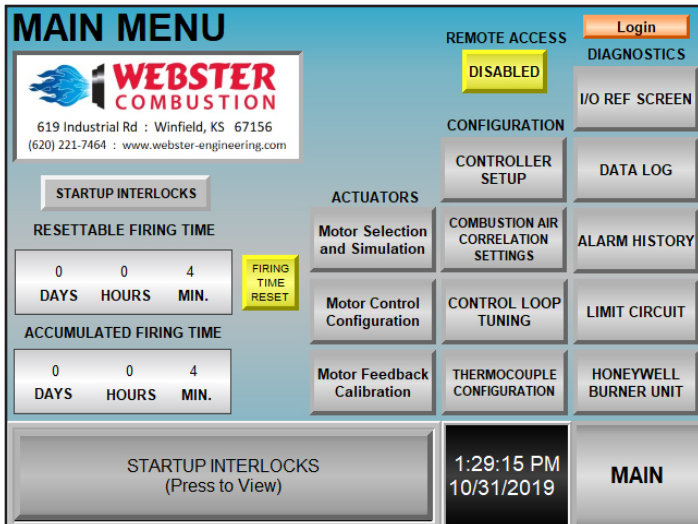 MAIN MENU
WEBSTER
COMBUSTION
619 Industrial Rd : Winfield, KS 67156
(620) 221-7464 : www.webster-engineering.com
STARTUP INTERLOCKS
RESETTABLE FIRING TIME
0 0 4
DAYS HOURS MIN.
FIRING
TIME
RESET
ACCUMULATED FIRING TIME
0 0 4
DAYS HOURS MIN.
ACTUATORS
Motor Selection
and Simulation
Motor Control
Configuration
Motor Feedback
Calibration
REMOTE ACCESS
DISABLED
CONFIGURATION
CONTROLLER
SETUP
COMBUSTION AIR
CORRELATION
SETTINGS
CONTROL LOOP
TUNING
THERMOCOUPLE
CONFIGURATION
Login
DIAGNOSTICS
I/O REF SCREEN
DATA LOG
ALARM HISTORY
LIMIT CIRCUIT
HONEYWELL
BURNER UNIT
STARTUP INTERLOCKS
(Press to View)
1:29:15 PM
10/31/2019
MAIN